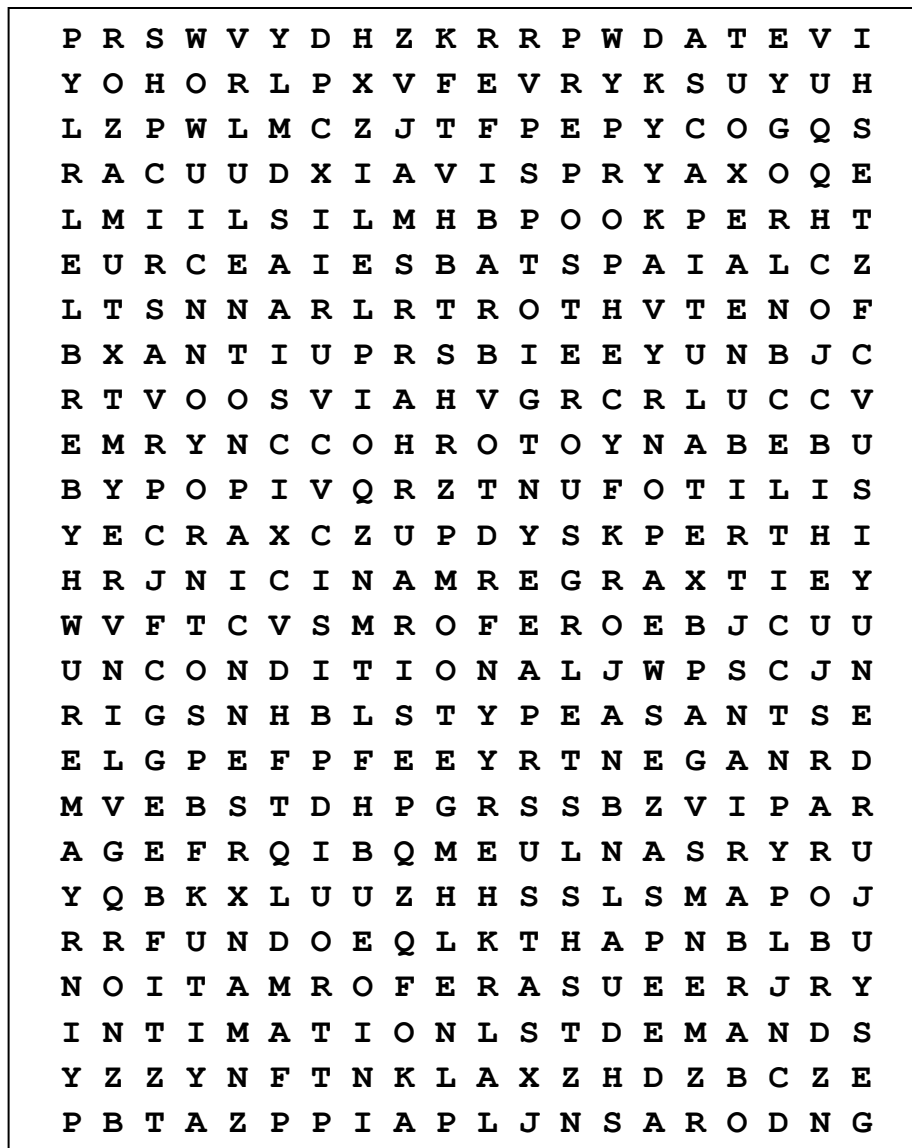 P R S W V Y D H Z K R R P W D A T E V I
Y O H O R L P X V F E V R Y K S U Y U H
L Z P W L M C Z J T F P E P Y C O G Q S
R A C U U D X I A V I S P R Y A X O Q E
L M I I L S I L M H B P O O K P E R H T
E U R C E A I E S B A T S P A I A L C Z
L T S N N A R L R T R O T H V T E N O F
B X A N T I U P R S B I E E Y U N B J C
R T V O O S V I A H V G R C R L U C C V
E M R Y N C C O H R O T O Y N A B E B U
B Y P O P I V Q R Z T N U F O T I L I S
Y E C R A X C Z U P D Y S K P E R T H I
H R J N I C I N A M R E G R A X T I E Y
W V F T C V S M R O F E R O E B J C U U
U N C O N D I T I O N A L J W P S C J N
R I G S N H B L S T Y P E A S A N T S E
E L G P E F P F E E Y R T N E G A N R D
M V E B S T D H P G R S S B Z V I P A R
A G E F R Q I B Q M E U L N A S R Y R U
Y Q B K X L U U Z H H S S L S M A P O J
R R F U N D O E Q L K T H A P N B L B U
N O I T A M R O F E R A S U E E R J R Y
I N T I M A T I O N L S T D E M A N D S
Y Z Z Y N F T N K L A X Z H D Z B C Z E
P B T A Z P P I A P L J N S A R O D N G